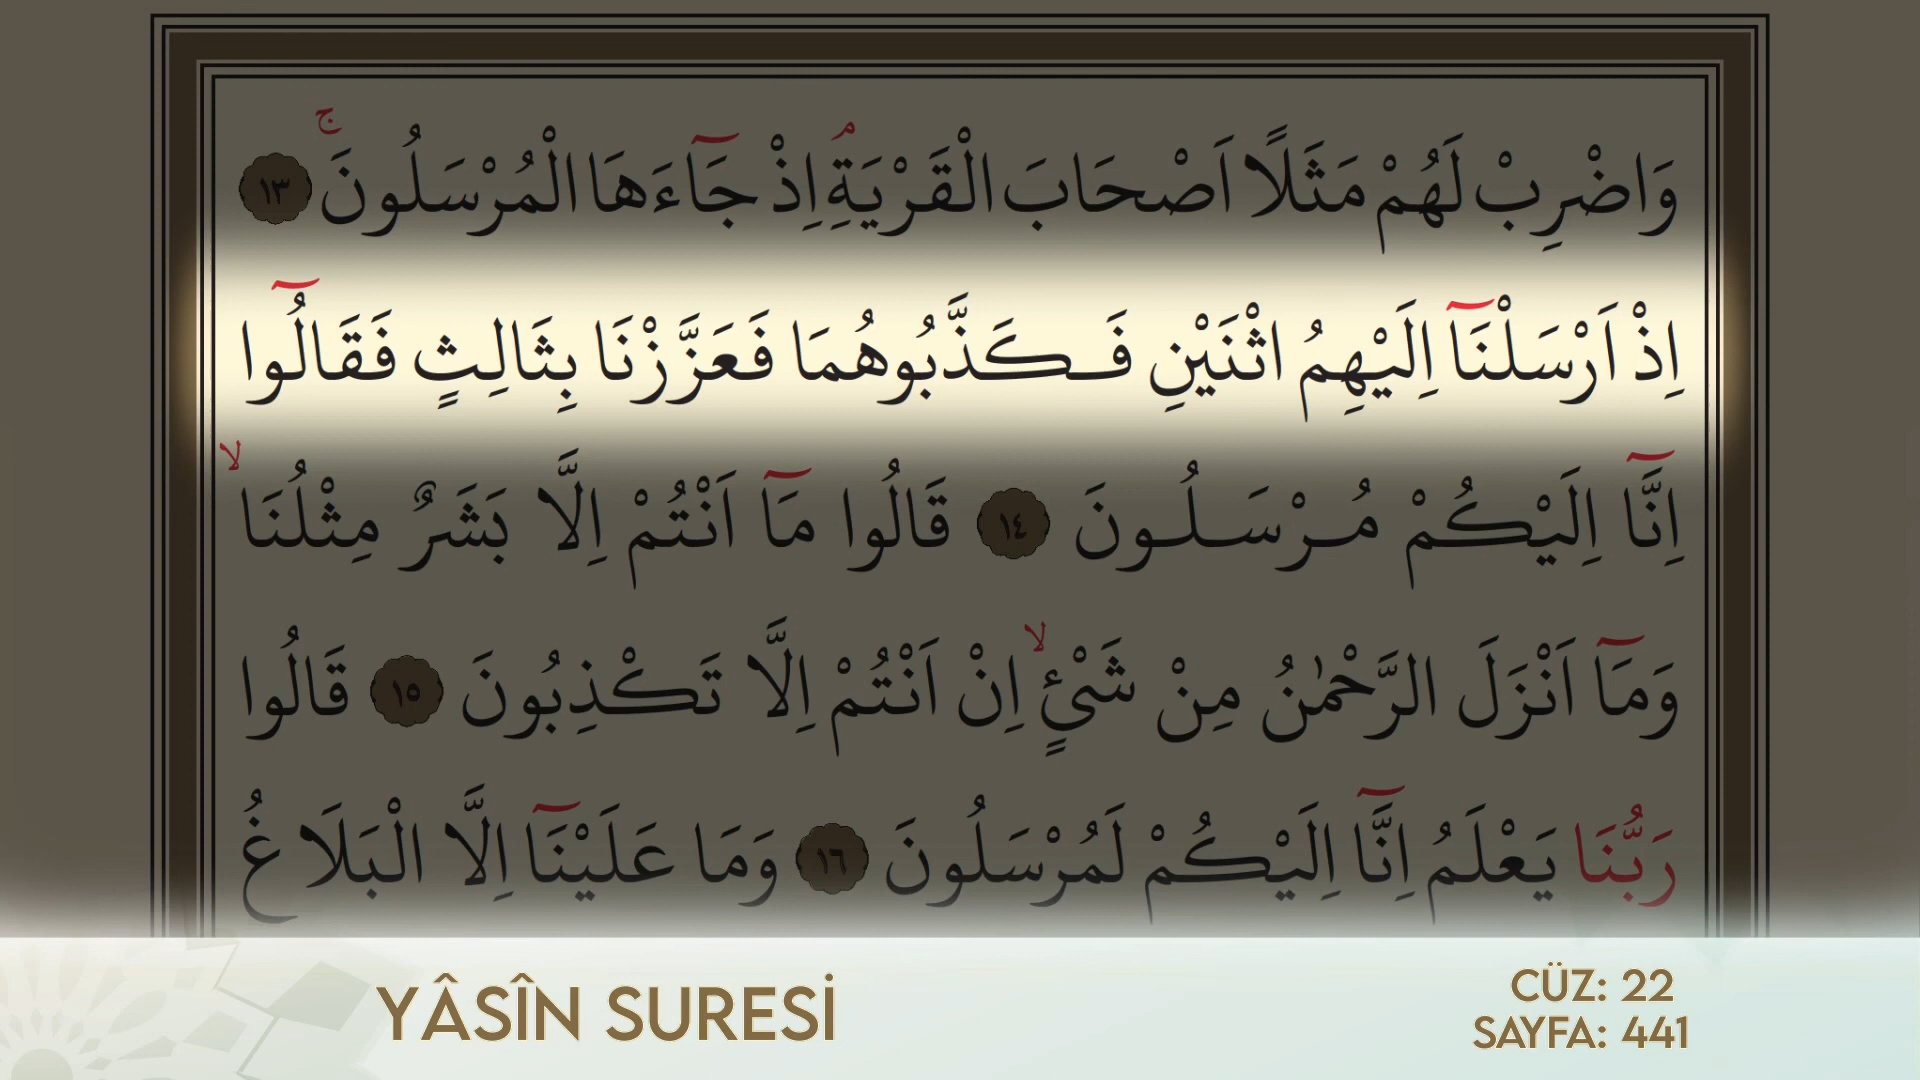 وَاضْرِبْ لَهُمْ مَثَلًا اَصْحَابَ الْقَرْيَةِۢ اِذْ جَٓاءَهَا الْمُرْسَلُونَۚ ﴿١٣﴾
اِذْ اَرْسَلْنَٓا اِلَيْهِمُ اثْنَيْنِ فَكَذَّبُوهُمَا فَعَزَّزْنَا بِثَالِثٍ فَقَالُٓوا
اِنَّٓا اِلَيْكُمْ مُرْسَلُونَ ﴿١٤﴾ قَالُوا مَٓا اَنْتُمْ اِلَّا بَشَرٌ مِثْلُنَاۙ
وَمَٓا اَنْزَلَ الرَّحْمٰنُ مِنْ شَيْءٍۙ اِنْ اَنْتُمْ اِلَّا تَكْذِبُونَ ﴿١٥﴾ قَالُوا
رَبُّنَا يَعْلَمُ اِنَّٓا اِلَيْكُمْ لَمُرْسَلُونَ ﴿١٦﴾ وَمَا عَلَيْنَٓا اِلَّا الْبَلَاغُ
YÂSÎN SURESİ
CÜZ: 22
SAYFA: 441